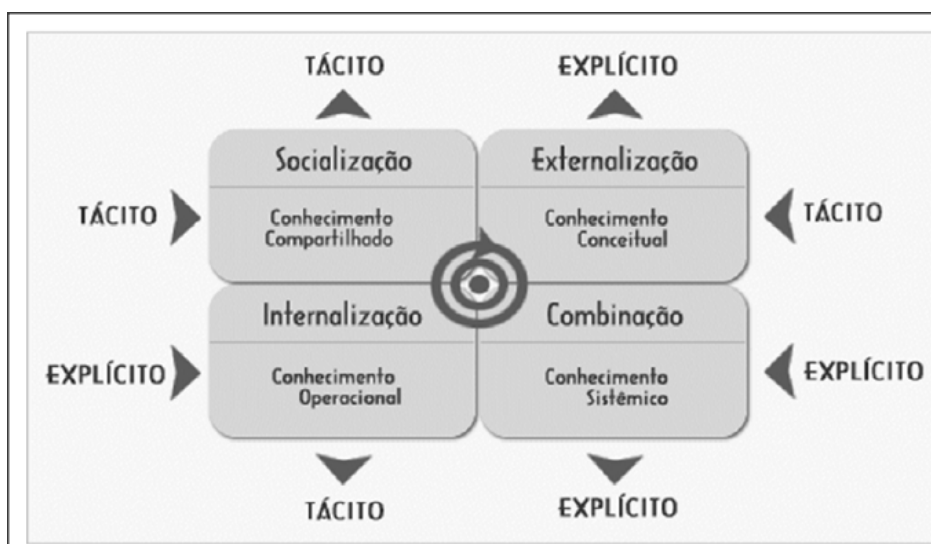 TÁCITO
EXPLÍCITO
Socialização
Externalização
TÁCITO
Conhecimento
Compartilhado
Conhecimento
Conceitual
TÁCITO
Internalização
Combinação
EXPLÍCITO
Conhecimento
Operacional
Conhecimento
Sistêmico
EXPLÍCITO
TÁCITO
EXPLÍCITO